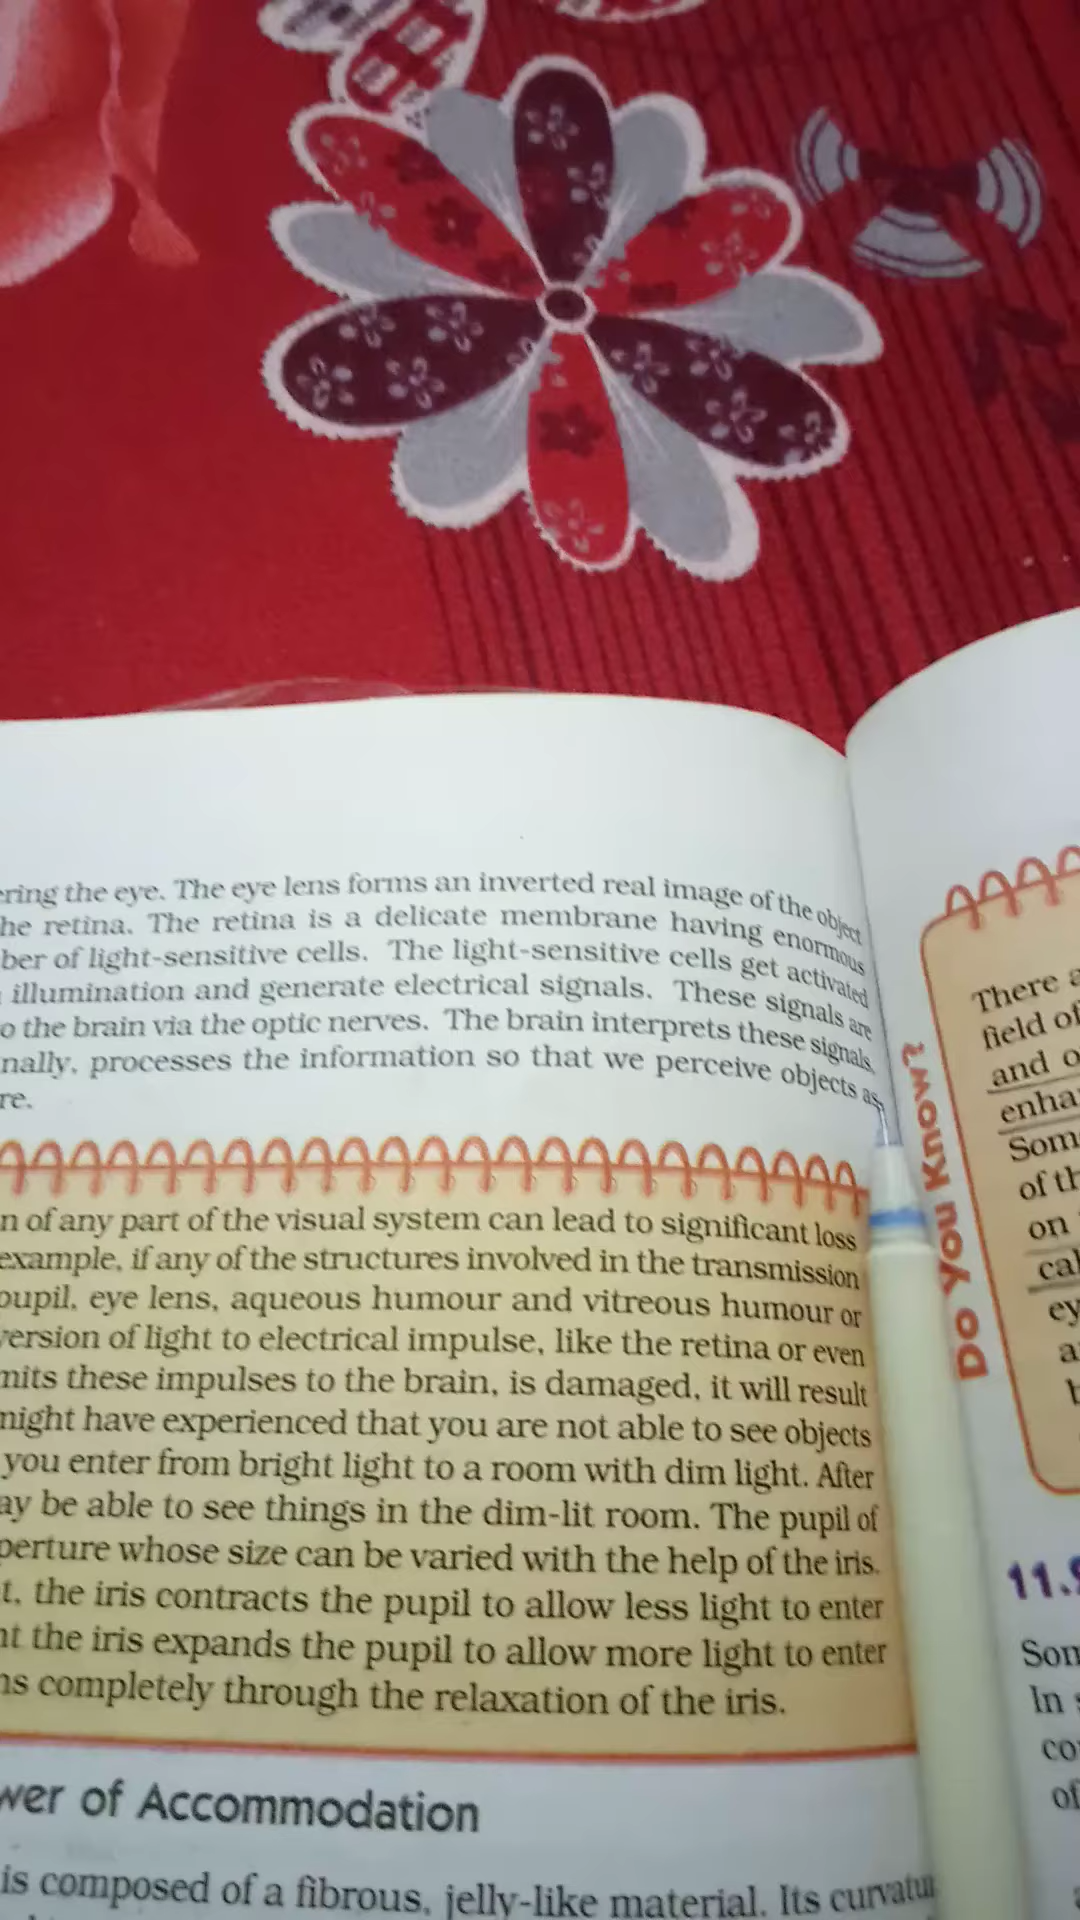 ring the eye. The eye lens forms an inverted real image of the object
he retina. The retina is a delicate membrane having enormous
ber of light-sensitive cells. The light-sensitive cells get activated
illumination and generate electrical signals. These signals are
o the brain via the optic nerves. The brain interprets these signals,
nally, processes the information so that we perceive objects as
re.
n of any part of the visual system can lead to significant loss
example, if any of the structures involved in the transmission
pupil, eye lens, aqueous humour and vitreous humour or
version of light to electrical impulse, like the retina or even
mits these impulses to the brain, is damaged, it will result
might have experienced that you are not able to see objects
you enter from bright light to a room with dim light. After
ay be able to see things in the dim-lit room. The pupil of
perture whose size can be varied with the help of the iris.
t, the iris contracts the pupil to allow less light to enter
nt the iris expands the pupil to allow more light to enter
ns completely through the relaxation of the iris.
wer of Accommodation
is composed of a fibrous, jelly-like material. Its curvatu
Do You Know?
There a
field of
and o
enha
Som
of th
on
cal
ey
a
b
11.
Som
In
co
of